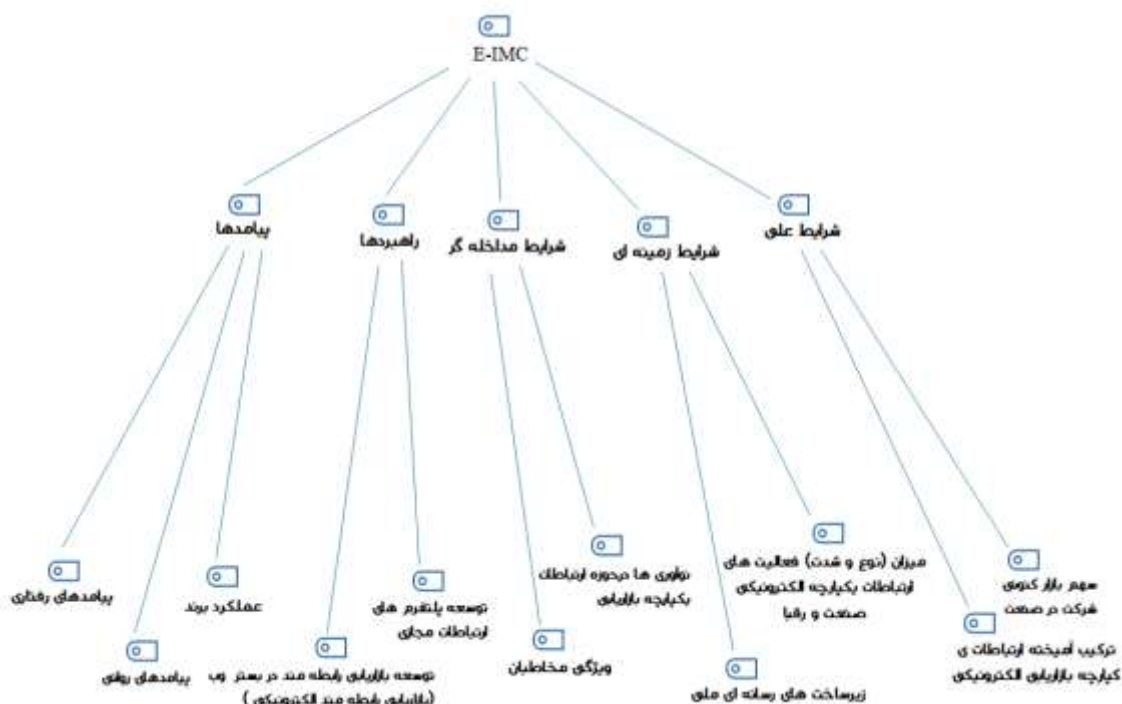 E-IMC
شرایط علی
شرایط زمینه ای
شرایط مداخله گر
راهبردها
پیامدها
سهم بازار کنونی
شرکت در صنعت
ترکیب آمیخته ارتباطات ی
کپارچه بازاریابی الکترونیکی
میزان (نوع و شدت) فعالیت های
ارتباطات یکپارچه الکترونیکی
صنعت و رقبا
زیرساخت های رسانه ای ملی
نوآوری ها درحوزه ارتباطات
یکپارچه بازاریابی
ویژگی مخاطبان
توسعه پلتفرم های
ارتباطات مجازی
توسعه بازاریابی رابطه مند در بستر وب
(بازاریابی رابطه مند الکترونیکی )
عملکرد برند
پیامدهای روانی
پیامدهای رفتاری